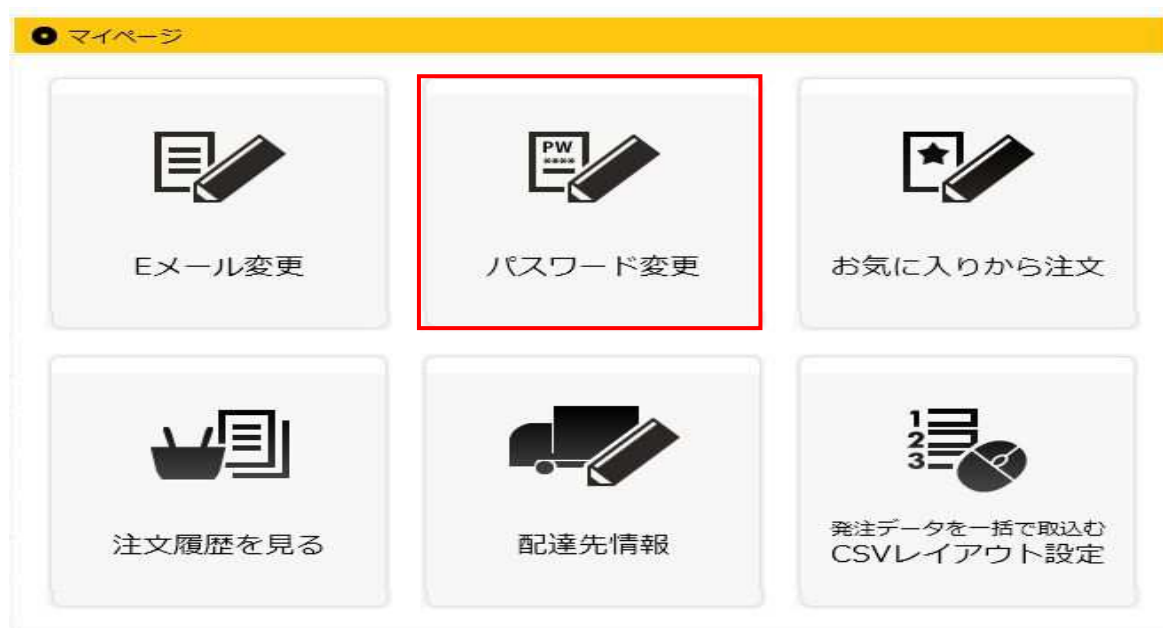 マイページ
Eメール変更
PW
****
パスワード変更
お気に入りから注文
注文履歴を見る
配達先情報
1
2
3
発注データを一括で取込む
CSVレイアウト設定